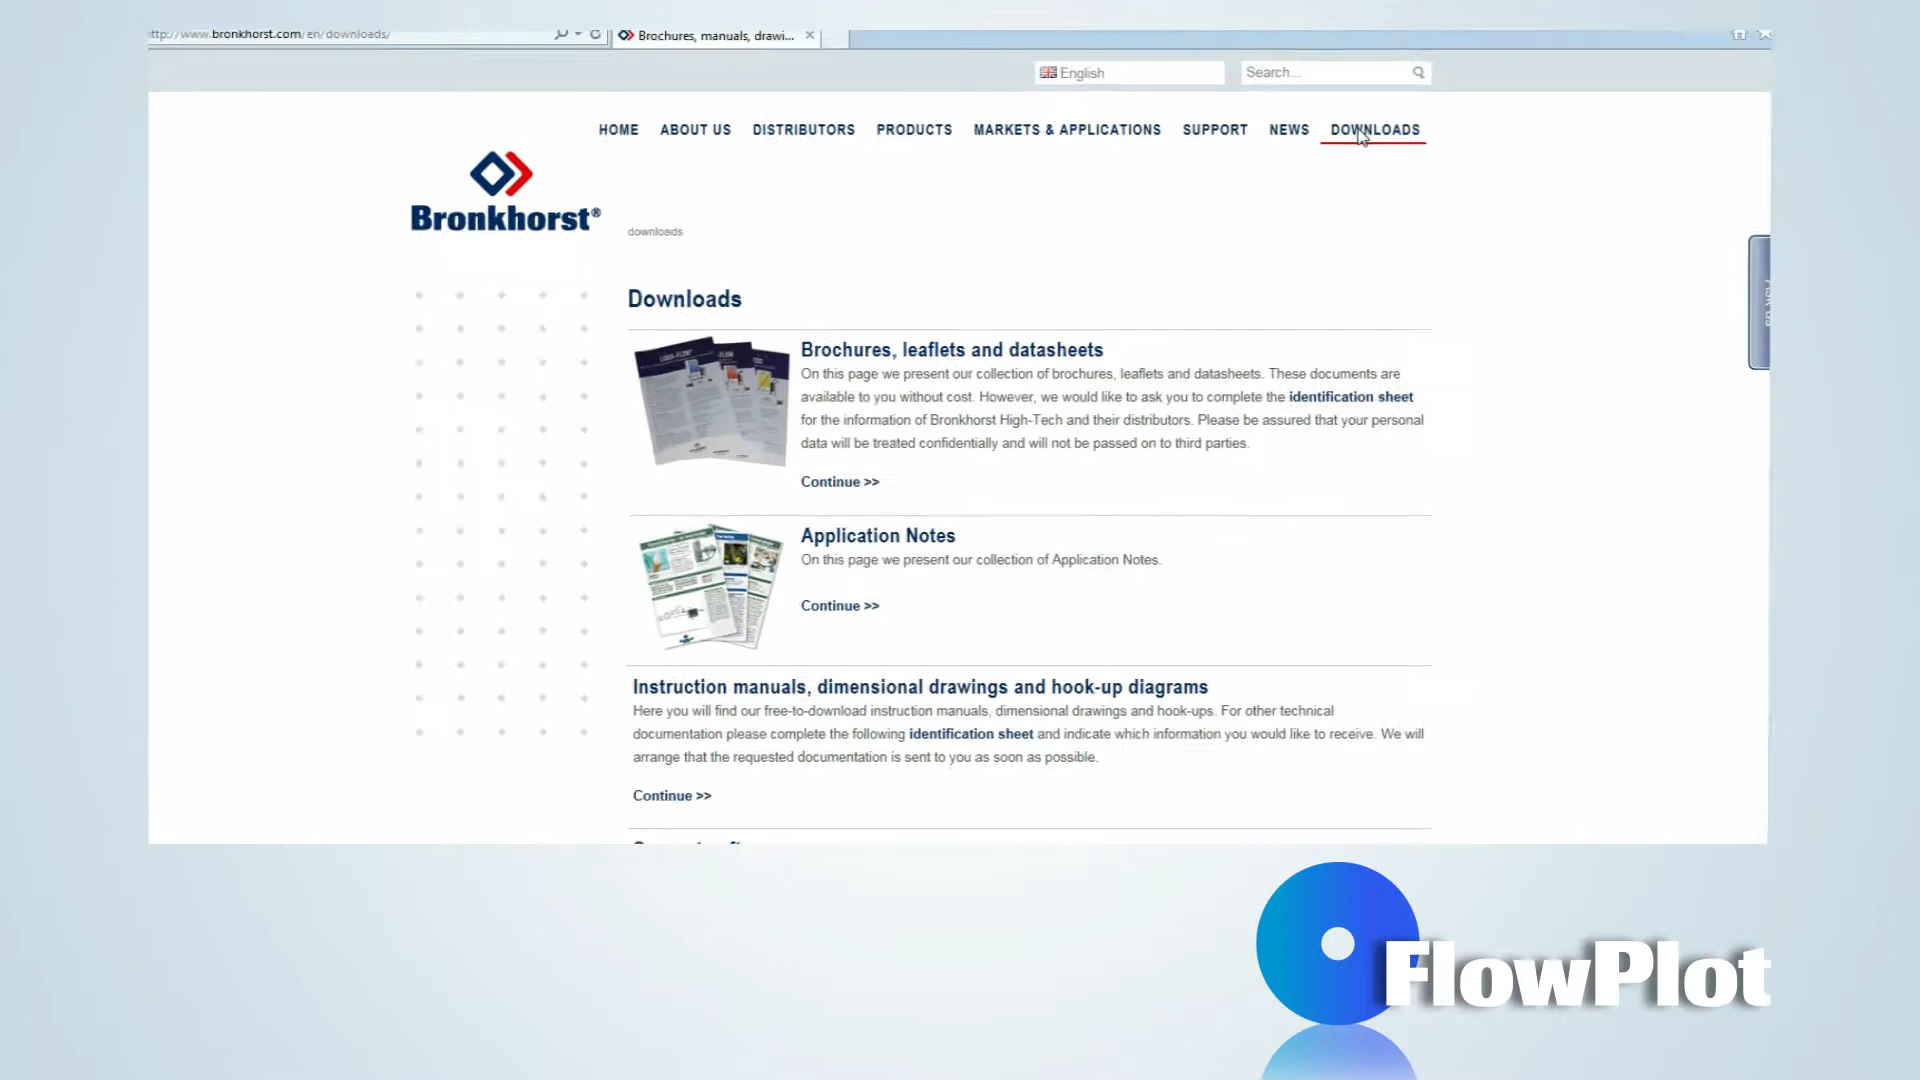 http://www.bronkhorst.com/en/downloads/
Brochures, manuals, drawi...
English
Search...
HOME ABOUT US DISTRIBUTORS PRODUCTS MARKETS & APPLICATIONS SUPPORT NEWS DOWNLOADS
Bronkhorst®
downloads
Downloads
Brochures, leaflets and datasheets
On this page we present our collection of brochures, leaflets and datasheets. These documents are
available to you without cost. However, we would like to ask you to complete the identification sheet
for the information of Bronkhorst High-Tech and their distributors. Please be assured that your personal
data will be treated confidentially and will not be passed on to third parties.
Continue >>
Application Notes
On this page we present our collection of Application Notes.
Continue >>
Instruction manuals, dimensional drawings and hook-up diagrams
Here you will find our free-to-download instruction manuals, dimensional drawings and hook-ups. For other technical
documentation please complete the following identification sheet and indicate which information you would like to receive. We will
arrange that the requested documentation is sent to you as soon as possible.
Continue >>
FlowPlot